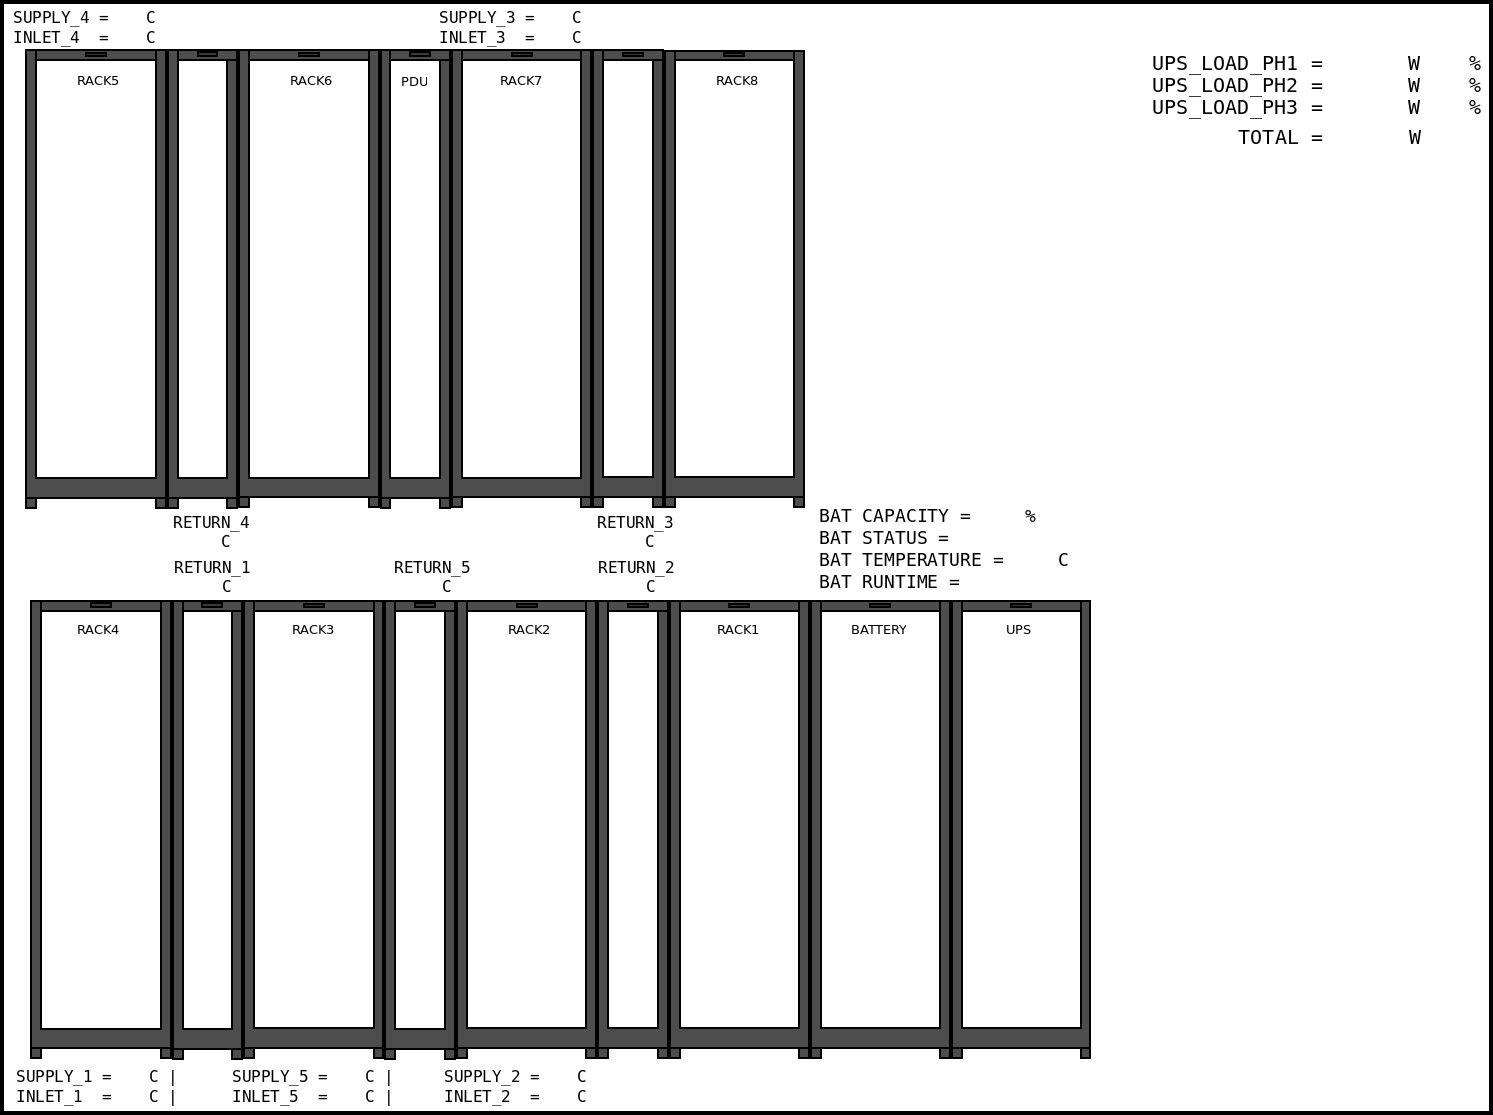 SUPPLY_4 =    C
INLET_4  =    C
SUPPLY_3 =    C
INLET_3  =    C
UPS_LOAD_PH1 =       W    %
UPS_LOAD_PH2 =       W    %
UPS_LOAD_PH3 =       W    %
TOTAL =       W
RACK5
RACK6
PDU
RACK7
RACK8
RETURN_4
C
RETURN_3
C
BAT CAPACITY =     %
BAT STATUS =
BAT TEMPERATURE =     C
BAT RUNTIME =
RETURN_1
C
RETURN_5
C
RETURN_2
C
RACK4
RACK3
RACK2
RACK1
BATTERY
UPS
SUPPLY_1 =    C |     SUPPLY_5 =    C |     SUPPLY_2 =    C
INLET_1  =    C |     INLET_5  =    C |     INLET_2  =    C